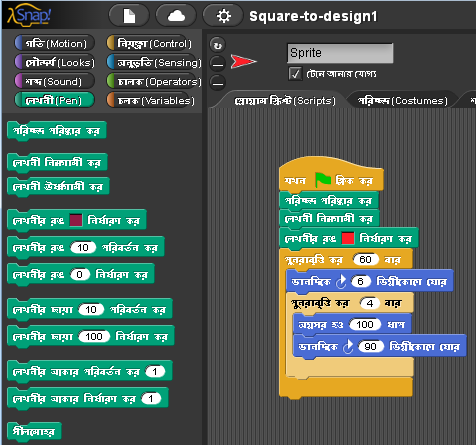 Snap!
Square-to-design1
গতি (Motion)
নিয়ন্ত্রণ (Control)
সৌন্দর্য (Looks)
অনুভূতি (Sensing)
শব্দ (Sound)
চালক (Operators)
লেখনী (Pen)
চলক (Variables)
Sprite
টেনে আনার যোগ্য
(Scripts)
পরিচ্ছদ (Costumes)
পরিচ্ছদ পরিষ্কার কর
লেখনী নিম্নগামী কর
লেখনী উর্ধ্বগামী কর
লেখনীর রঙ নির্ধারণ কর
লেখনীর রঙ 10 পরিবর্তন কর
লেখনীর রঙ 0 নির্ধারণ কর
লেখনীর ছায়া 10 পরিবর্তন কর
লেখনীর ছায়া 100 নির্ধারণ কর
লেখনীর আকার পরিবর্তন কর 1
লেখনীর আকার নির্ধারণ কর 1
সীলমোহর
যখন ক্লিক কর
পরিচ্ছদ পরিষ্কার কর
লেখনী নিম্নগামী কর
লেখনীর রঙ নির্ধারণ কর
পুনরাবৃত্তি কর 60 বার
ডানদিকে 6 ডিগ্রীকোণে ঘোর
পুনরাবৃত্তি কর 4 বার
অগ্রসর হও 100 ধাপ
ডানদিকে 90 ডিগ্রীকোণে ঘোর